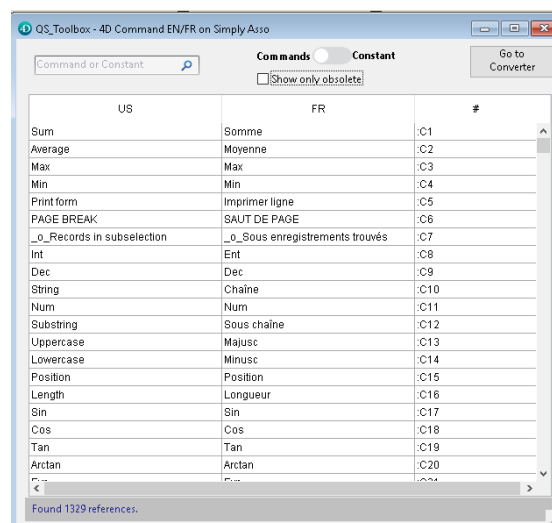 QS_Toolbox - 4D Command EN/FR on Simply Asso
Command or Constant
Commands Constant
Show only obsolete
Go to
Converter
US FR #
Sum Somme :C1
Average Moyenne :C2
Max Max :C3
Min Min :C4
Print form Imprimer ligne :C5
PAGE BREAK SAUT DE PAGE :C6
_o_Records in subselection _o_Sous enregistrements trouvés :C7
Int Ent :C8
Dec Dec :C9
String Chaîne :C10
Num Num :C11
Substring Sous chaîne :C12
Uppercase Majusc :C13
Lowercase Minusc :C14
Position Position :C15
Length Longueur :C16
Sin Sin :C17
Cos Cos :C18
Tan Tan :C19
Arctan Arctan :C20
Found 1329 references.